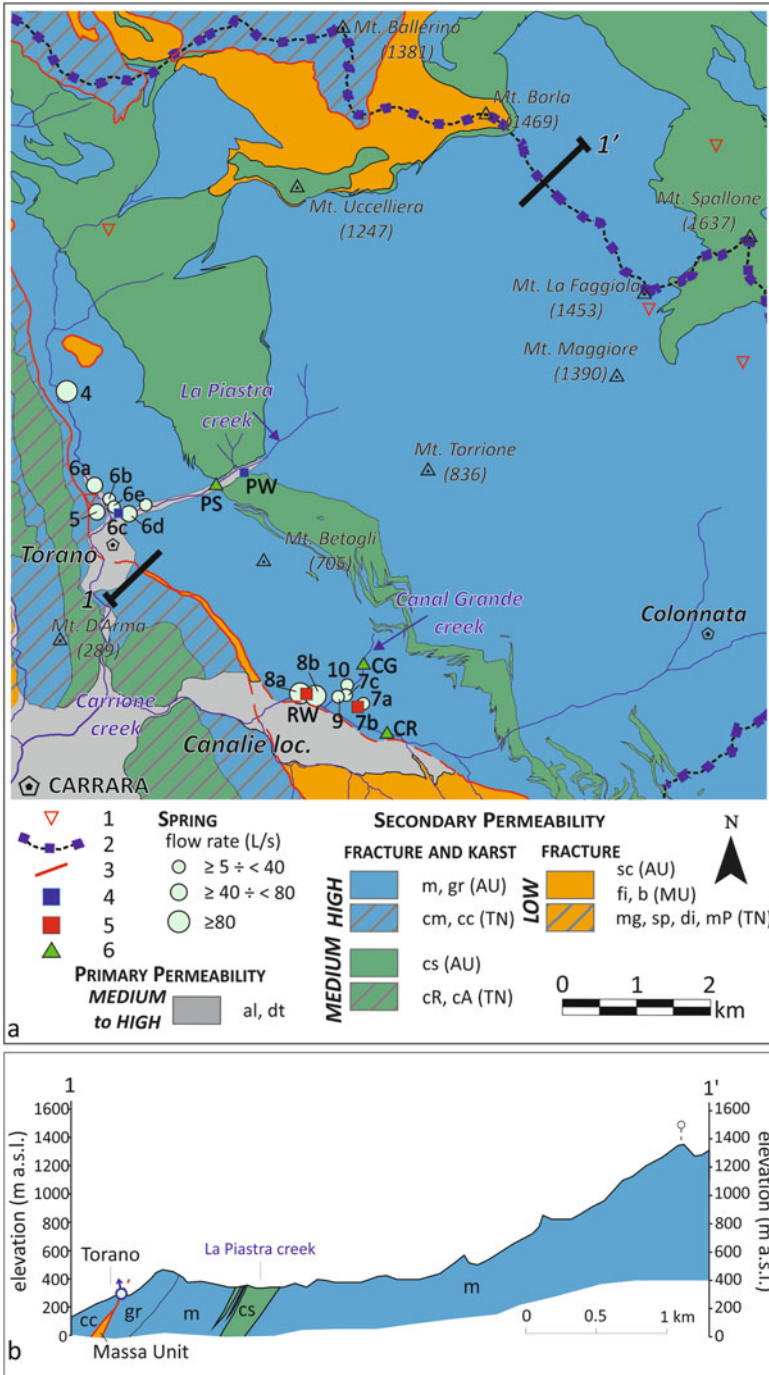 Mt. Ballerino
(1381)
Mt. Borla
(1469)
1'
Mt. Spallone
(1637)
Mt. Uccelliera
(1247)
Mt. La Faggiola
(1453)
Mt. Maggiore
(1390)
4
La Piastra
creek
Mt. Torrione
(836)
6a
6b
6e
5
6c
6d
PS
PW
Torano
Mt. Betogli
(705)
1
Canal Grande
creek
Colonnata
Mt. D'Arma
(289)
8b
10
CG
8a
7c
7a
RW
9
7b
CR
Carrione
creek
Canalie loc.
CARRARA
1
2
3
4
5
6
SPRING
flow rate (L/s)
≥ 5 ÷ < 40
≥ 40 ÷ < 80
≥80
SECONDARY PERMEABILITY
FRACTURE AND KARST
HIGH
m, gr (AU)
cm, cc (TN)
MEDIUM
cs (AU)
cR, cA (TN)
FRACTURE
LOW
sc (AU)
fi, b (MU)
mg, sp, di, mP (TN)
N
PRIMARY PERMEABILITY
MEDIUM
to HIGH
al, dt
0 1 2
km
a
1
1'
elevation (m a.s.l.)
1600
1400
1200
1000
800
600
400
200
0
Torano
La Piastra creek
cc
gr
m
cs
m
Massa Unit
0 0.5 1 km
1600
1400
1200
1000
800
600
400
200
0
elevation (m a.s.l.)
b